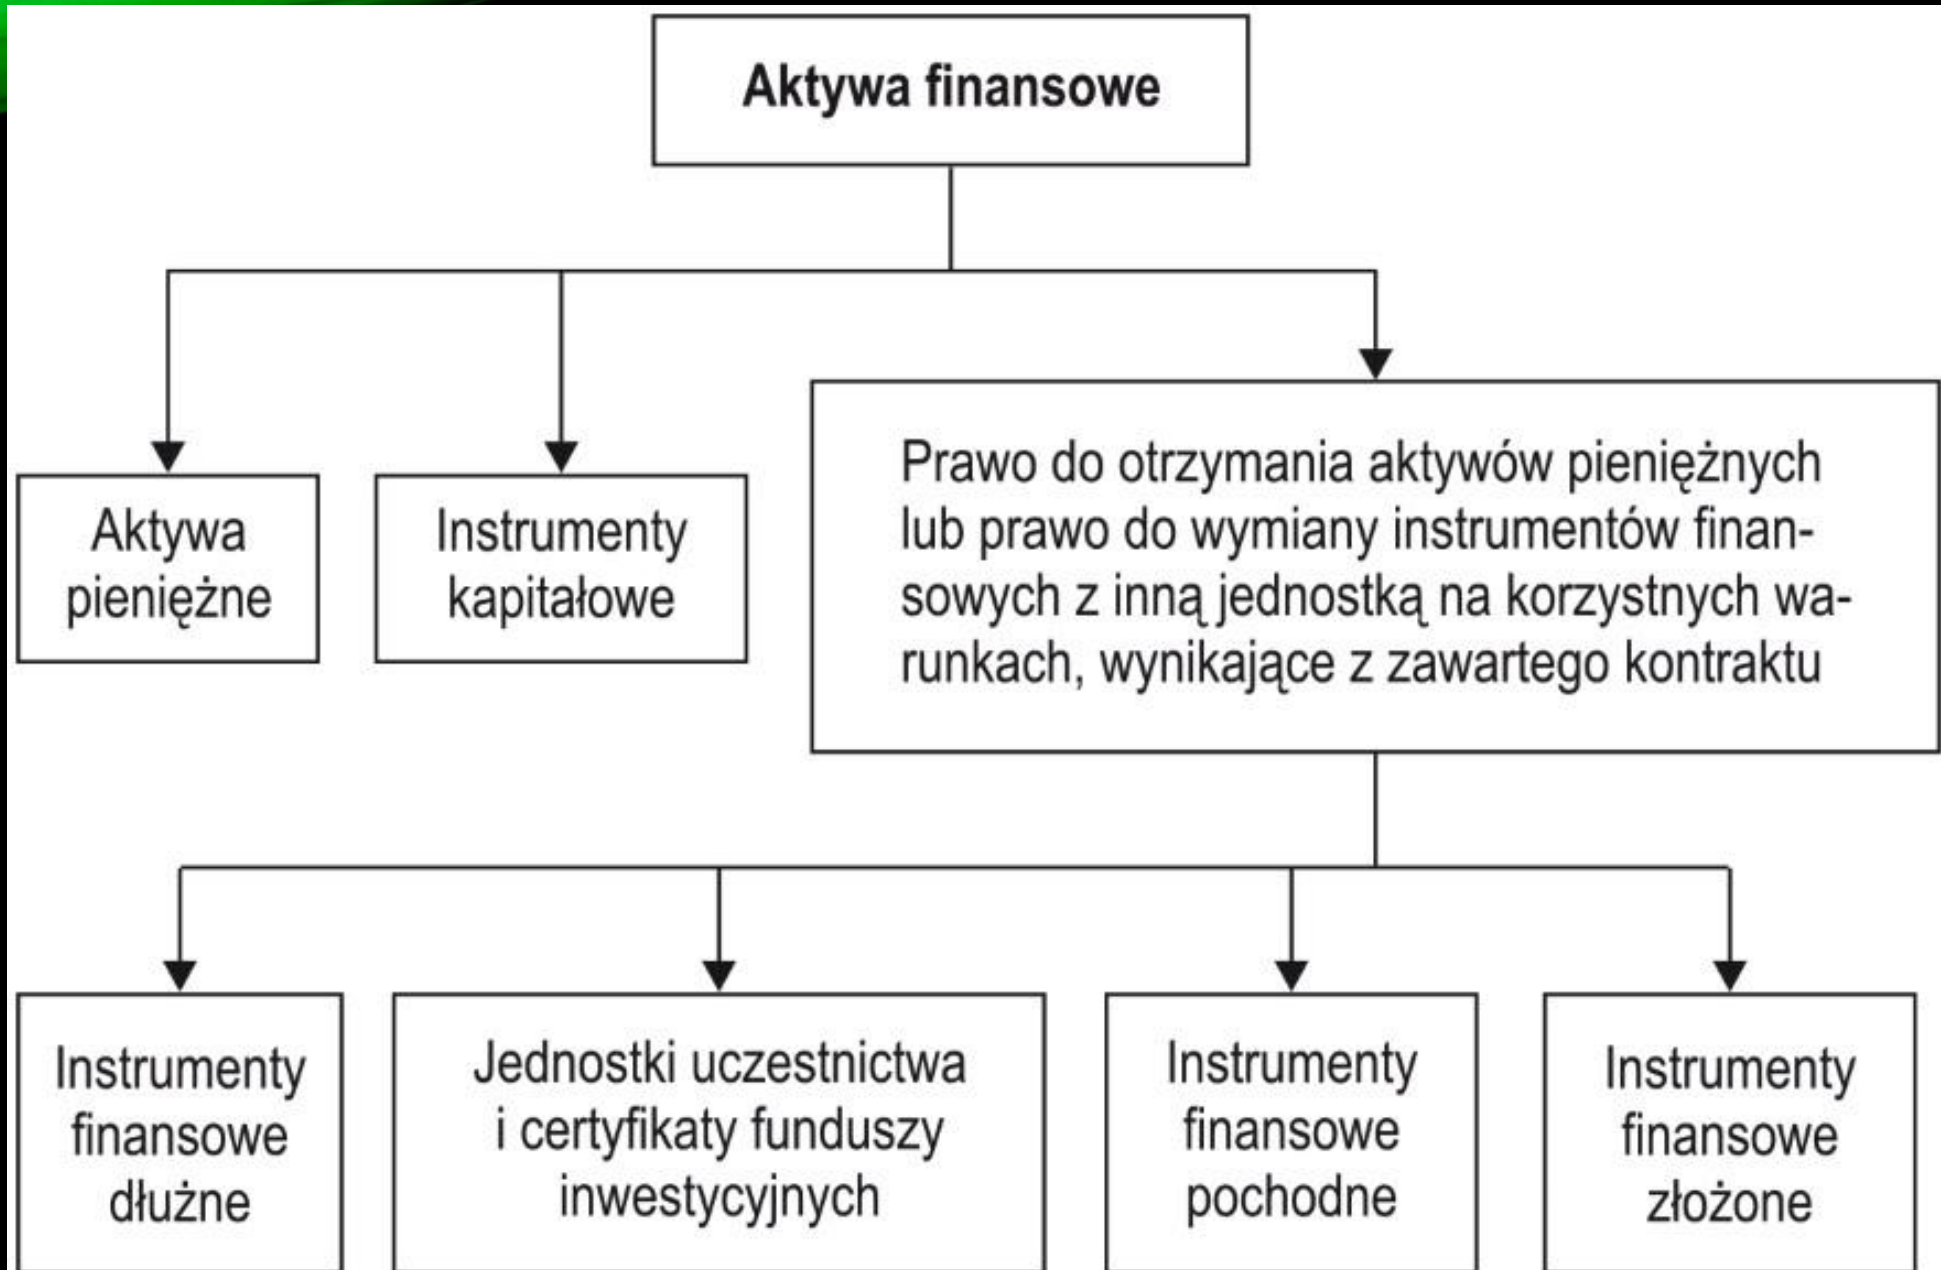 Aktywa finansowe
Aktywa
pieniężne
Instrumenty
kapitałowe
Prawo do otrzymania aktywów pieniężnych
lub prawo do wymiany instrumentów finan-
sowych z inną jednostką na korzystnych wa-
runkach, wynikające z zawartego kontraktu
Instrumenty
finansowe
dłużne
Jednostki uczestnictwa
i certyfikaty funduszy
inwestycyjnych
Instrumenty
finansowe
pochodne
Instrumenty
finansowe
złożone